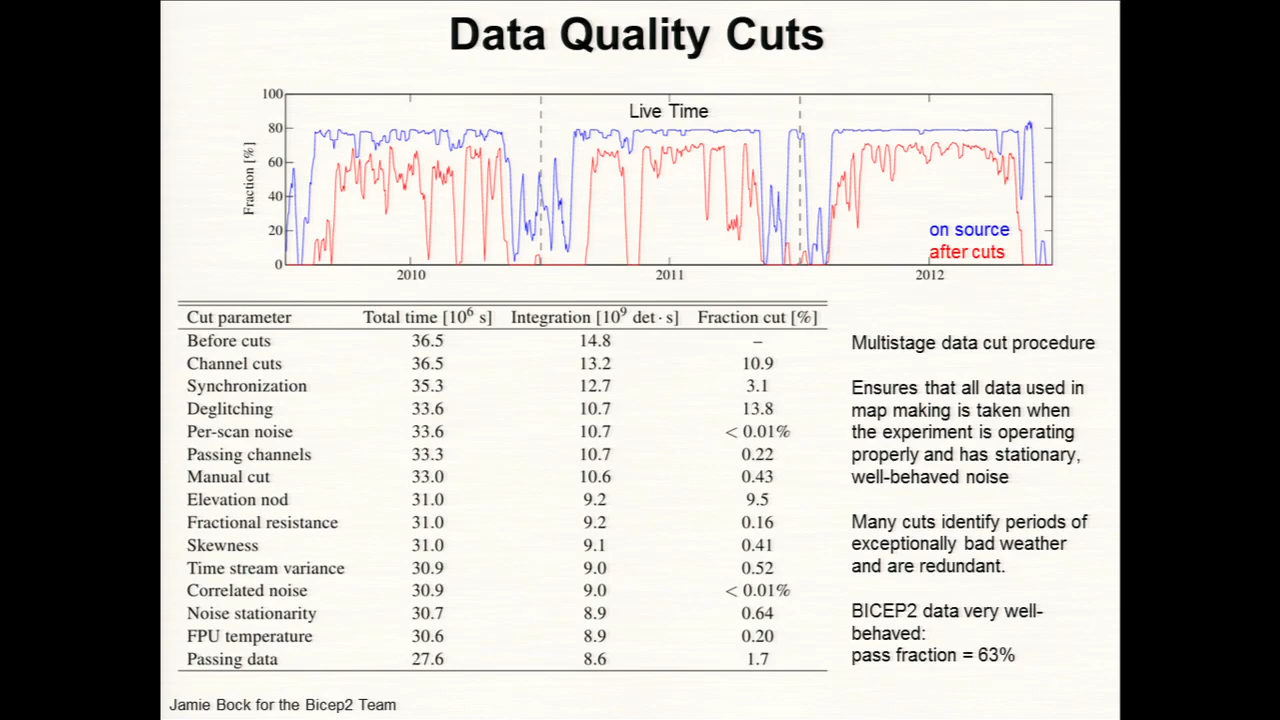 Data Quality Cuts
Live Time
100
80
60
40
20
0
Fraction [%]
on source
after cuts
2010 2011 2012
Cut parameter Total time [10⁶ s] Integration [10⁹ det · s] Fraction cut [%]
Before cuts 36.5 14.8 –
Channel cuts 36.5 13.2 10.9
Synchronization 35.3 12.7 3.1
Deglitching 33.6 10.7 13.8
Per-scan noise 33.6 10.7 < 0.01%
Passing channels 33.3 10.7 0.22
Manual cut 33.0 10.6 0.43
Elevation nod 31.0 9.2 9.5
Fractional resistance 31.0 9.2 0.16
Skewness 31.0 9.1 0.41
Time stream variance 30.9 9.0 0.52
Correlated noise 30.9 9.0 < 0.01%
Noise stationarity 30.7 8.9 0.64
FPU temperature 30.6 8.9 0.20
Passing data 27.6 8.6 1.7
Multistage data cut procedure
Ensures that all data used in
map making is taken when
the experiment is operating
properly and has stationary,
well-behaved noise
Many cuts identify periods of
exceptionally bad weather
and are redundant.
BICEP2 data very well-
behaved:
pass fraction = 63%
Jamie Bock for the Bicep2 Team